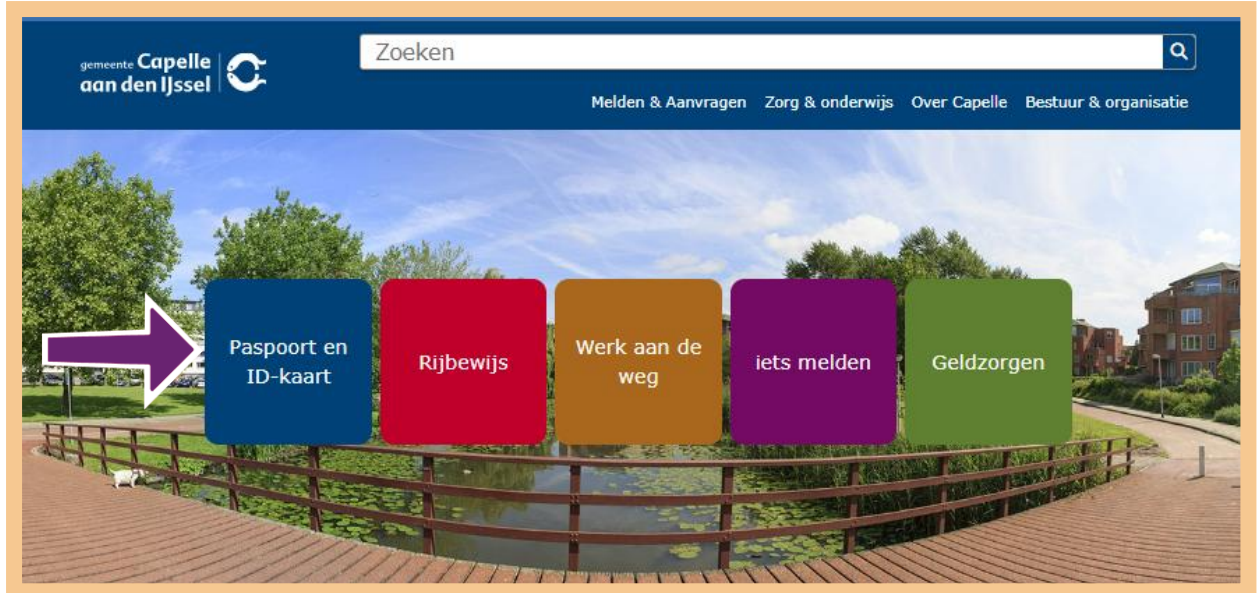 gemeente Capelle
aan den IJssel
Zoeken
Melden & Aanvragen Zorg & onderwijs Over Capelle Bestuur & organisatie
Paspoort en
ID-kaart
Rijbewijs
Werk aan de
weg
iets melden
Geldzorgen